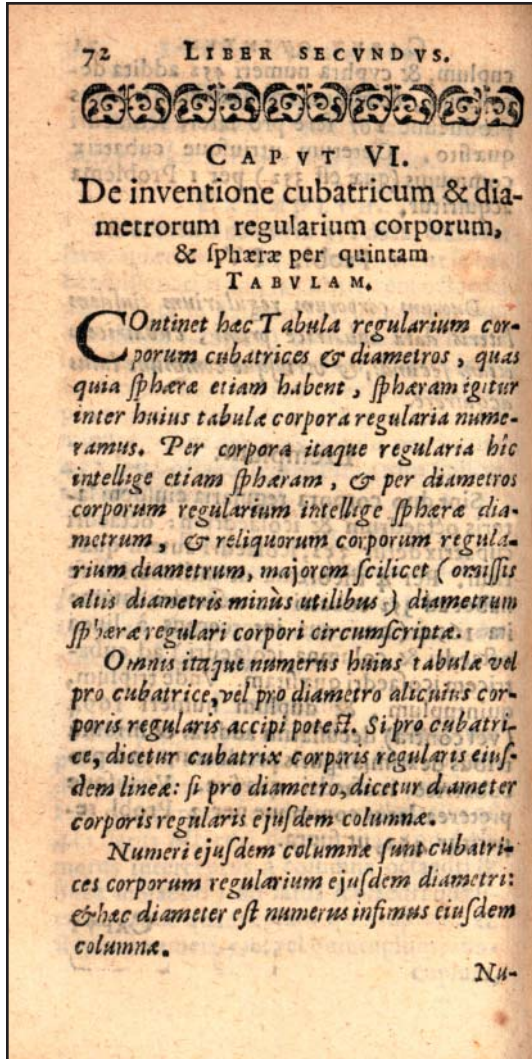 72 LIBER SECVNDVS.
CAPVT VI.
De inventione cubatricum & dia-
metrorum regularium corporum,
& sphæræ per quintam
TABVLAM.
COntinet hæc Tabula regularium cor-
porum cubatrices & diametros, quas
quia sphæræ etiam habent, sphæram igitur
inter huius tabulæ corpora regularia nume-
ramus. Per corpora itaque regularia hîc
intellige etiam sphæram, & per diametros
corporum regularium intellige sphæræ dia-
metrum, & reliquorum corporum regula-
rium diametrum, majorem scilicet (omissis
aliis diametris minùs utilibus) diametrum
sphæræ regulari corpori circumscriptæ.
Omnis itaque numerus huius tabulæ vel
pro cubatrice, vel pro diametro alicuius cor-
poris regularis accipi potest. Si pro cubatri-
ce, dicetur cubatrix corporis regularis eius-
dem lineæ: si pro diametro, dicetur diameter
corporis regularis ejusdem columnæ.
Numeri ejusdem columnæ sunt cubatri-
ces corporum regularium ejusdem diametri:
& hæc diameter est numerus infimus eiusdem
columnæ.
Nu-